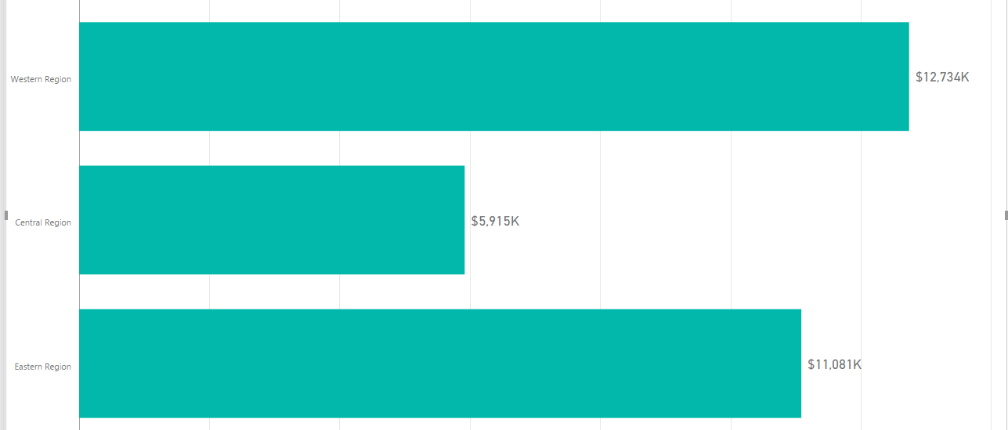 Western Region
$12,734K
Central Region
$5,915K
Eastern Region
$11,081K